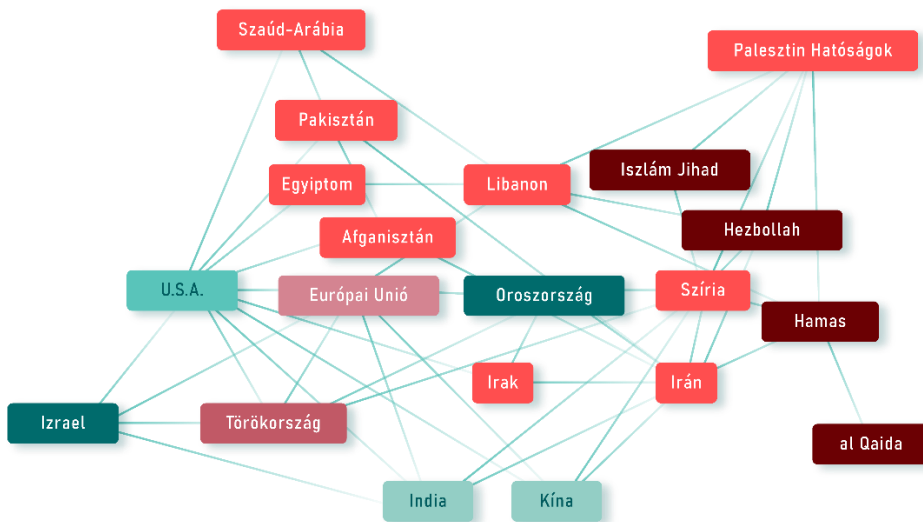 Szaúd-Arábia
Palesztin Hatóságok
Pakisztán
Iszlám Jihad
Egyiptom
Libanon
Afganisztán
Hezbollah
U.S.A.
Európai Unió
Oroszország
Szíria
Hamas
Irak
Irán
Izrael
Törökország
al Qaida
India
Kína